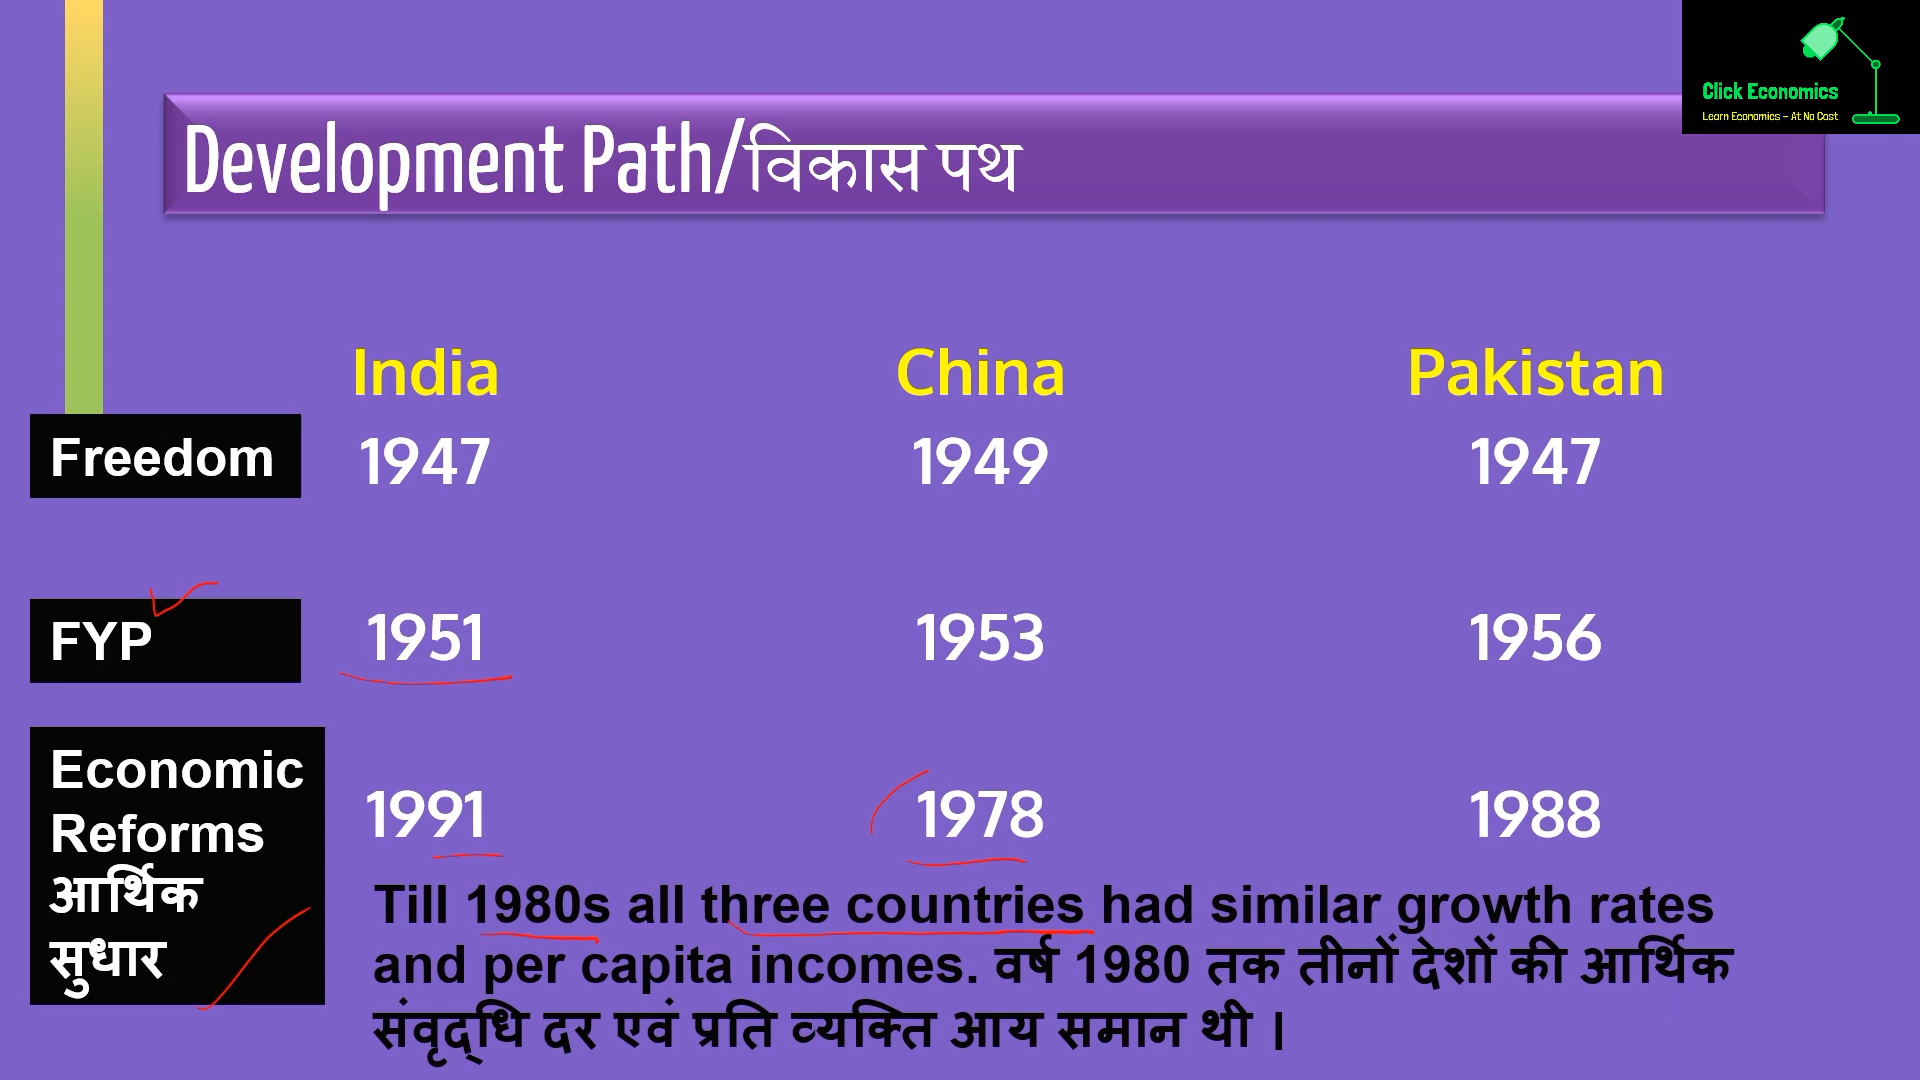 Click Economics
Learn Economics – At No Cost
Development Path/विकास पथ
India China Pakistan
Freedom 1947 1949 1947
FYP 1951 1953 1956
Economic
Reforms
आर्थिक
सुधार
1991 1978 1988
Till 1980s all three countries had similar growth rates
and per capita incomes. वर्ष 1980 तक तीनों देशों की आर्थिक
संवृद्धि दर एवं प्रति व्यक्ति आय समान थी ।